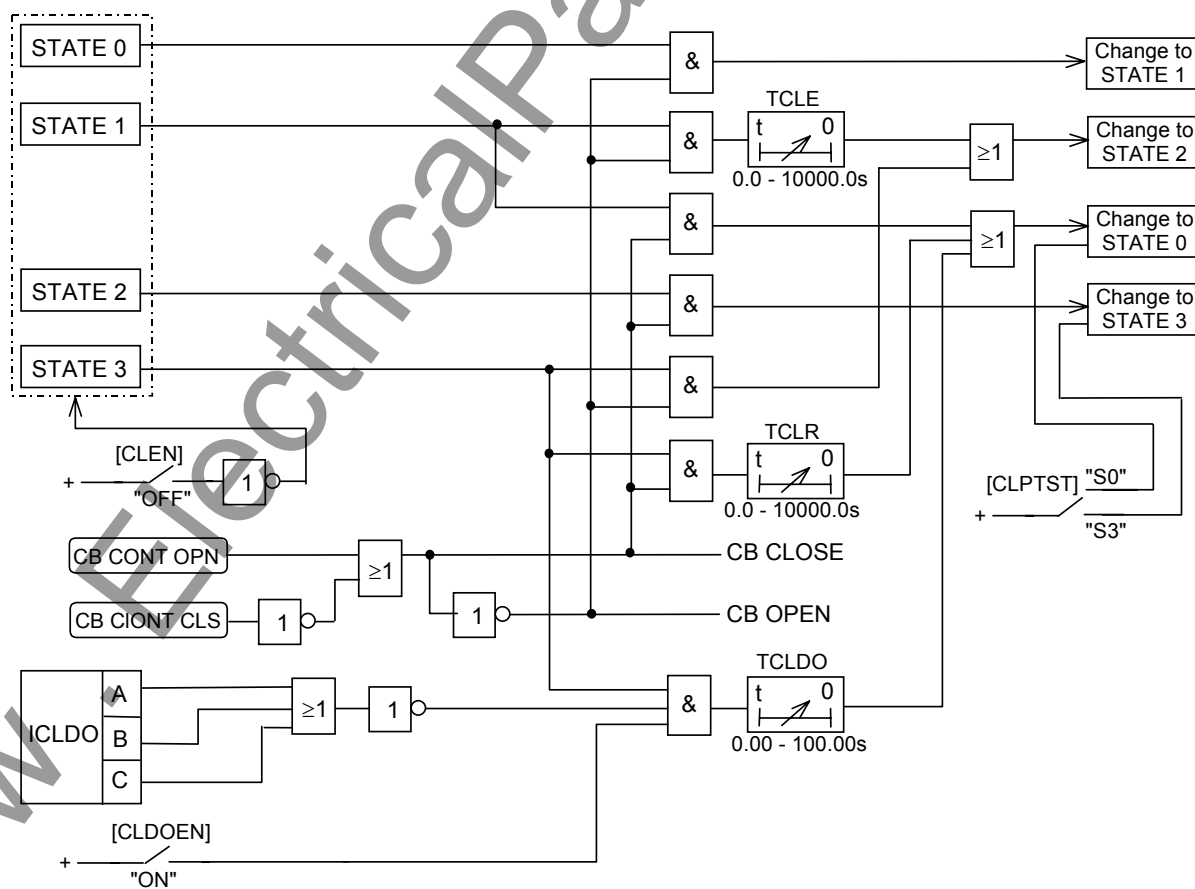 STATE 0
&
Change to
STATE 1
STATE 1
&
TCLE
t 0
0.0 - 10000.0s
≥1
Change to
STATE 2
&
≥1
Change to
STATE 0
STATE 2
&
Change to
STATE 3
STATE 3
&
[CLEN]
+
"OFF"
1
&
TCLR
t 0
0.0 - 10000.0s
[CLPTST]
"S0"
+
"S3"
CB CONT OPN
≥1
CB CLOSE
CB CIONT CLS
1
1
CB OPEN
ICLDO
A
B
C
≥1
1
&
TCLDO
t 0
0.00 - 100.00s
[CLDOEN]
+
"ON"
w . ElectricalPa